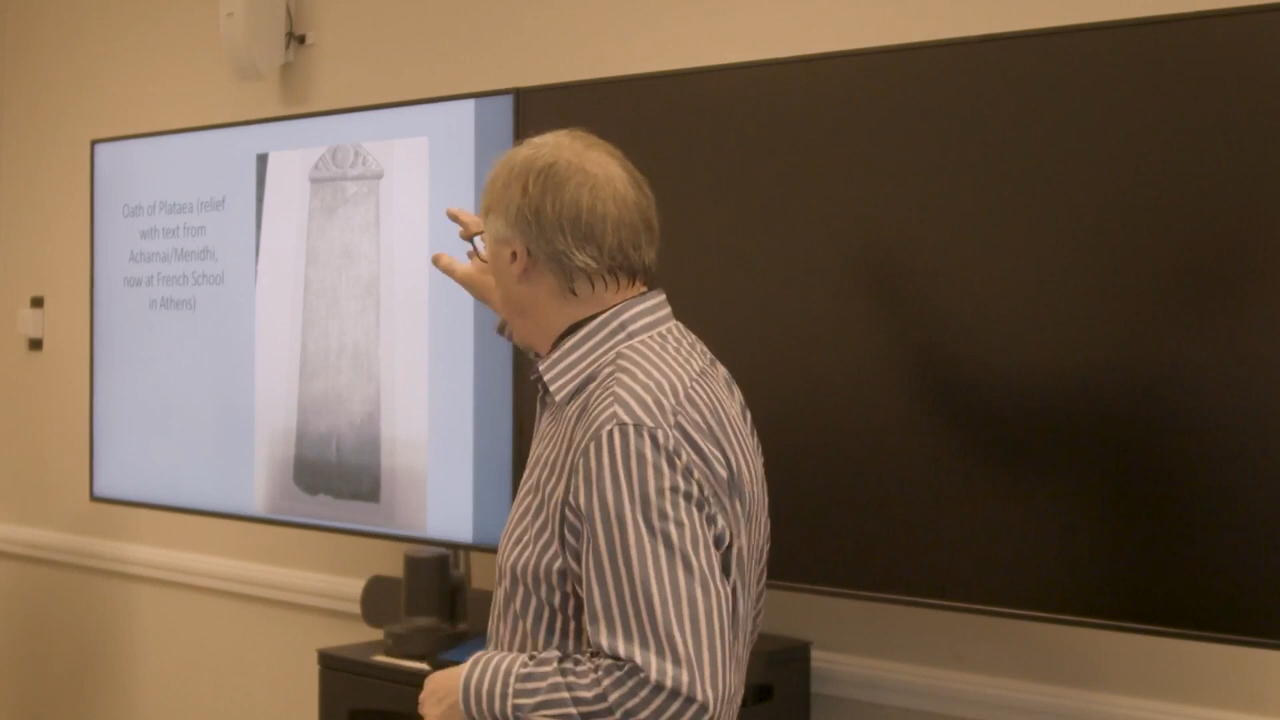 Oath of Plataea (relief
with text from
Acharnai/Menidhi,
now at French School
in Athens)